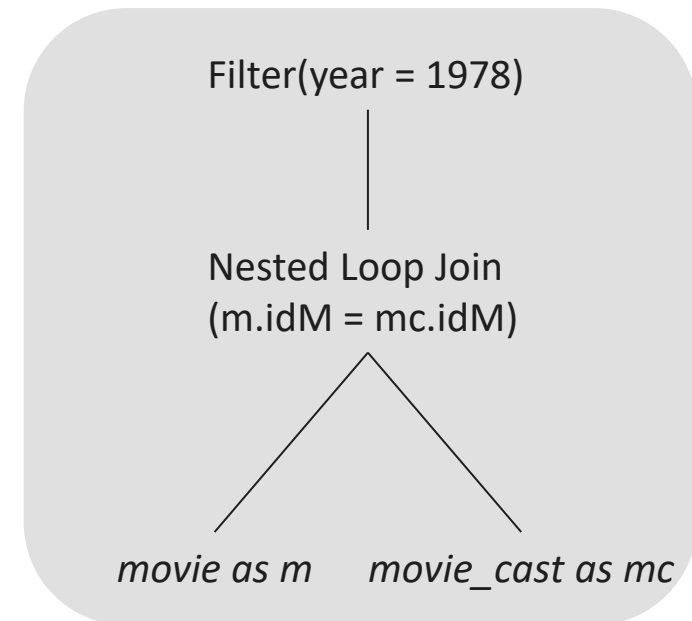 Filter(year = 1978)
Nested Loop Join
(m.idM = mc.idM)
movie as m
movie_cast as mc